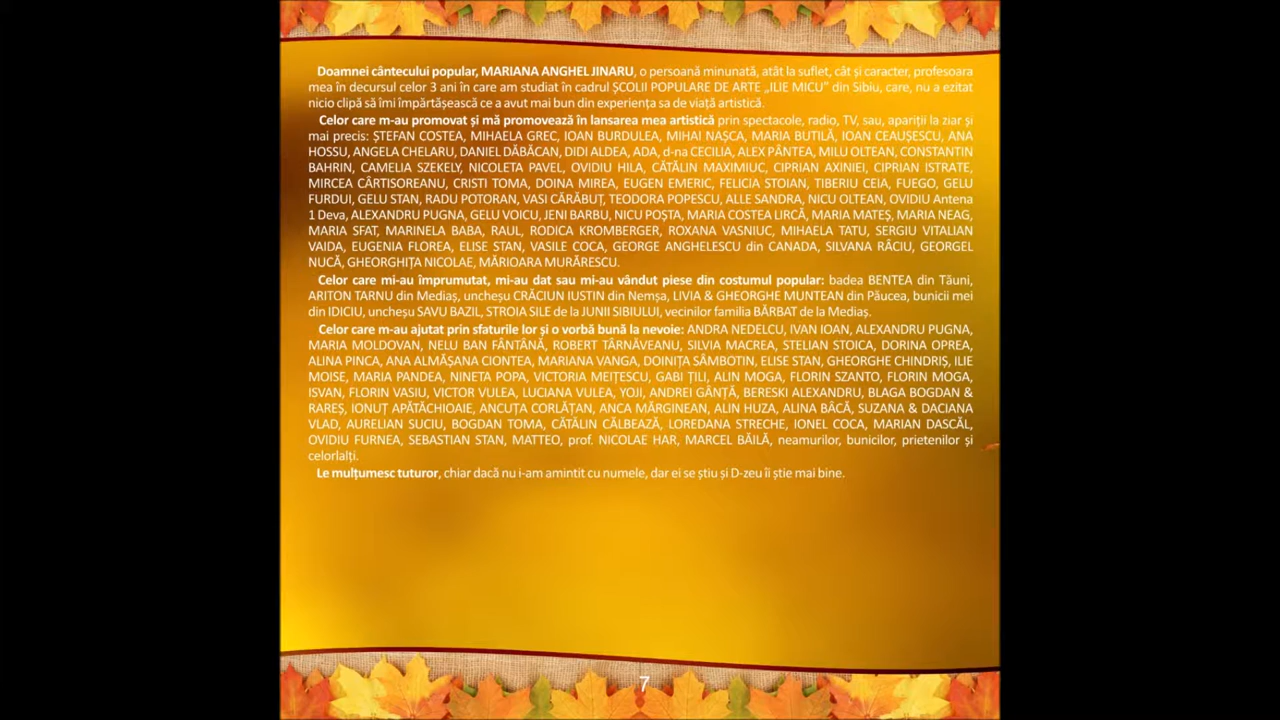 Doamnei cântecului popular, MARIANA ANGHEL JINARU, o persoană minunată, atât la suflet, cât și caracter, profesoara
mea în decursul celor 3 ani în care am studiat în cadrul ȘCOLII POPULARE DE ARTE „ILIE MICU" din Sibiu, care, nu a ezitat
nicio clipă să îmi împărtășească ce a avut mai bun din experiența sa de viață artistică.
Celor care m-au promovat și mă promovează în lansarea mea artistică prin spectacole, radio, TV, sau, apariții la ziar și
mai precis: ȘTEFAN COSTEA, MIHAELA GREC, IOAN BURDULEA, MIHAI NAȘCA, MARIA BUTILĂ, IOAN CEAUȘESCU, ANA
HOSSU, ANGELA CHELARU, DANIEL DĂBĂCAN, DIDI ALDEA, ADA, d-na CECILIA, ALEX PÂNTEA, MILU OLTEAN, CONSTANTIN
BAHRIN, CAMELIA SZEKELY, NICOLETA PAVEL, OVIDIU HILA, CĂTĂLIN MAXIMIUC, CIPRIAN AXINIEI, CIPRIAN ISTRATE,
MIRCEA CÂRTISOREANU, CRISTI TOMA, DOINA MIREA, EUGEN EMERIC, FELICIA STOIAN, TIBERIU CEIA, FUEGO, GELU
FURDUI, GELU STAN, RADU POTORAN, VASI CĂRĂBUȚ, TEODORA POPESCU, ALLE SANDRA, NICU OLTEAN, OVIDIU Antena
1 Deva, ALEXANDRU PUGNA, GELU VOICU, JENI BARBU, NICU POȘTA, MARIA COSTEA LIRCĂ, MARIA MATEȘ, MARIA NEAG,
MARIA SFAT, MARINELA BABA, RAUL, RODICA KROMBERGER, ROXANA VASNIUC, MIHAELA TATU, SERGIU VITALIAN
VAIDA, EUGENIA FLOREA, ELISE STAN, VASILE COCA, GEORGE ANGHELESCU din CANADA, SILVANA RÂCIU, GEORGEL
NUCĂ, GHEORGHIȚA NICOLAE, MĂRIOARA MURĂRESCU.
Celor care mi-au împrumutat, mi-au dat sau mi-au vândut piese din costumul popular: badea BENTEA din Tăuni,
ARITON TARNU din Mediaș, uncheșu CRĂCIUN IUSTIN din Nemșa, LIVIA & GHEORGHE MUNTEAN din Păucea, bunicii mei
din IDICIU, uncheșu SAVU BAZIL, STROIA SILE de la JUNII SIBIULUI, vecinilor familia BĂRBAT de la Mediaș.
Celor care m-au ajutat prin sfaturile lor și o vorbă bună la nevoie: ANDRA NEDELCU, IVAN IOAN, ALEXANDRU PUGNA,
MARIA MOLDOVAN, NELU BAN FÂNTÂNĂ, ROBERT TÂRNĂVEANU, SILVIA MACREA, STELIAN STOICA, DORINA OPREA,
ALINA PINCA, ANA ALMĂȘANA CIONTEA, MARIANA VANGA, DOINIȚA SÂMBOTIN, ELISE STAN, GHEORGHE CHINDRIȘ, ILIE
MOISE, MARIA PANDEA, NINETA POPA, VICTORIA MEIȚESCU, GABI ȚILI, ALIN MOGA, FLORIN SZANTO, FLORIN MOGA,
ISVAN, FLORIN VASIU, VICTOR VULEA, LUCIANA VULEA, YOJI, ANDREI GÂNȚĂ, BERESKI ALEXANDRU, BLAGA BOGDAN &
RAREȘ, IONUȚ APĂTĂCHIOAIE, ANCUȚA CORLĂȚAN, ANCA MĂRGINEAN, ALIN HUZA, ALINA BÂCĂ, SUZANA & DACIANA
VLAD, AURELIAN SUCIU, BOGDAN TOMA, CĂTĂLIN CĂLBEAZĂ, LOREDANA STRECHE, IONEL COCA, MARIAN DASCĂL,
OVIDIU FURNEA, SEBASTIAN STAN, MATTEO, prof. NICOLAE HAR, MARCEL BĂILĂ, neamurilor, bunicilor, prietenilor și
celorlalți.
Le mulțumesc tuturor, chiar dacă nu i-am amintit cu numele, dar ei se știu și D-zeu îi știe mai bine.
7